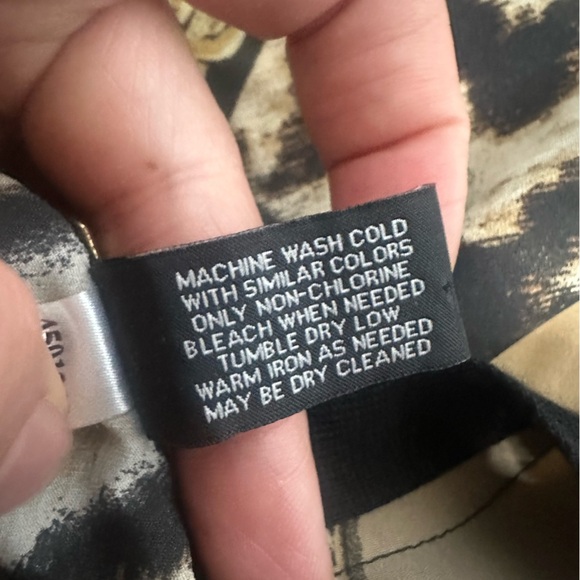 MACHINE WASH COLD
WITH SIMILAR COLORS
ONLY NON-CHLORINE
BLEACH WHEN NEEDED
TUMBLE DRY LOW
WARM IRON AS NEEDED
MAY BE DRY CLEANED